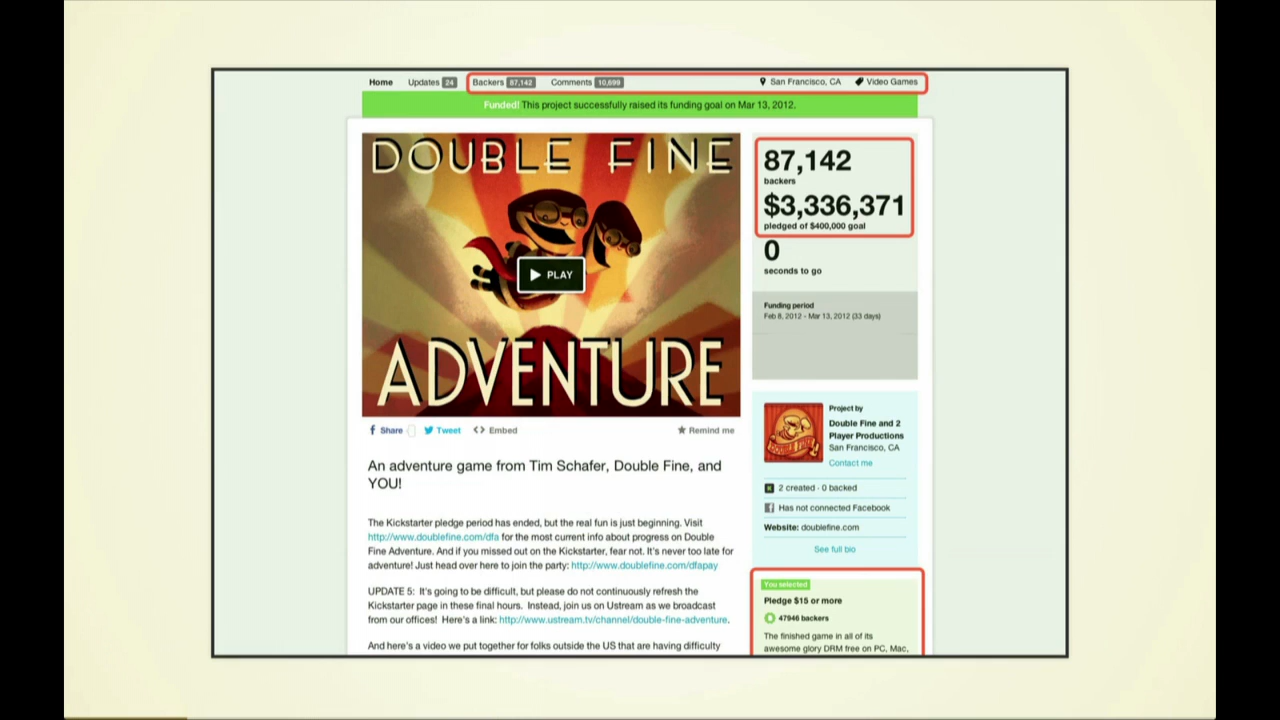 Home Updates 24 Backers 87,142 Comments 10,699 San Francisco, CA Video Games
Funded! This project successfully raised its funding goal on Mar 13, 2012.
DOUBLE FINE
PLAY
ADVENTURE
Share Tweet Embed Remind me
An adventure game from Tim Schafer, Double Fine, and
YOU!
The Kickstarter pledge period has ended, but the real fun is just beginning. Visit
http://www.doublefine.com/dfa for the most current info about progress on Double
Fine Adventure. And if you missed out on the Kickstarter, fear not. It's never too late for
adventure! Just head over here to join the party: http://www.doublefine.com/dfapay
UPDATE 5: It's going to be difficult, but please do not continuously refresh the
Kickstarter page in these final hours. Instead, join us on Ustream as we broadcast
from our offices! Here's a link: http://www.ustream.tv/channel/double-fine-adventure.
And here's a video we put together for folks outside the US that are having difficulty
87,142
backers
$3,336,371
pledged of $400,000 goal
0
seconds to go
Funding period
Feb 8, 2012 - Mar 13, 2012 (33 days)
DOUBLE FINE
Project by
Double Fine and 2
Player Productions
San Francisco, CA
Contact me
2 created · 0 backed
Has not connected Facebook
Website: doublefine.com
See full bio
You selected
Pledge $15 or more
47946 backers
The finished game in all of its
awesome glory DRM free on PC, Mac,